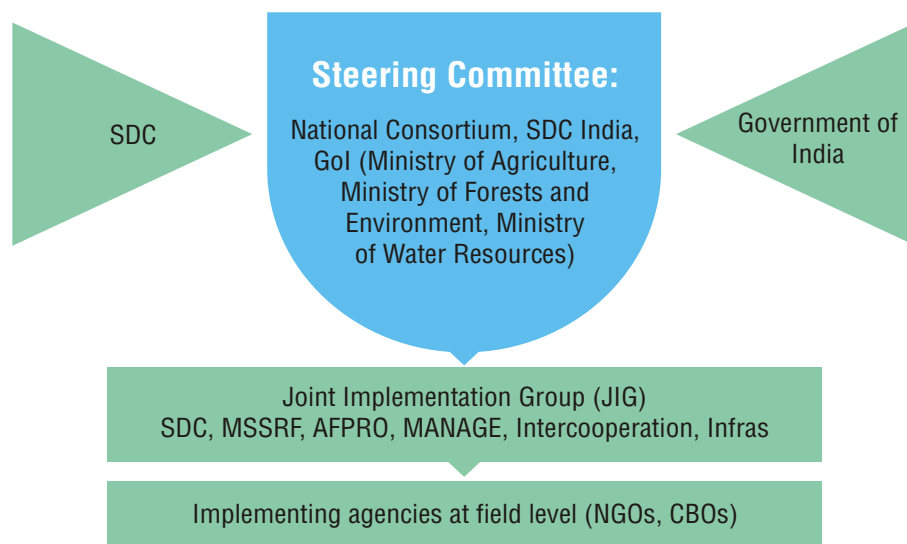 SDC
Steering Committee:
National Consortium, SDC India,
GoI (Ministry of Agriculture,
Ministry of Forests and
Environment, Ministry
of Water Resources)
Government of
India
Joint Implementation Group (JIG)
SDC, MSSRF, AFPRO, MANAGE, Intercooperation, Infras
Implementing agencies at field level (NGOs, CBOs)